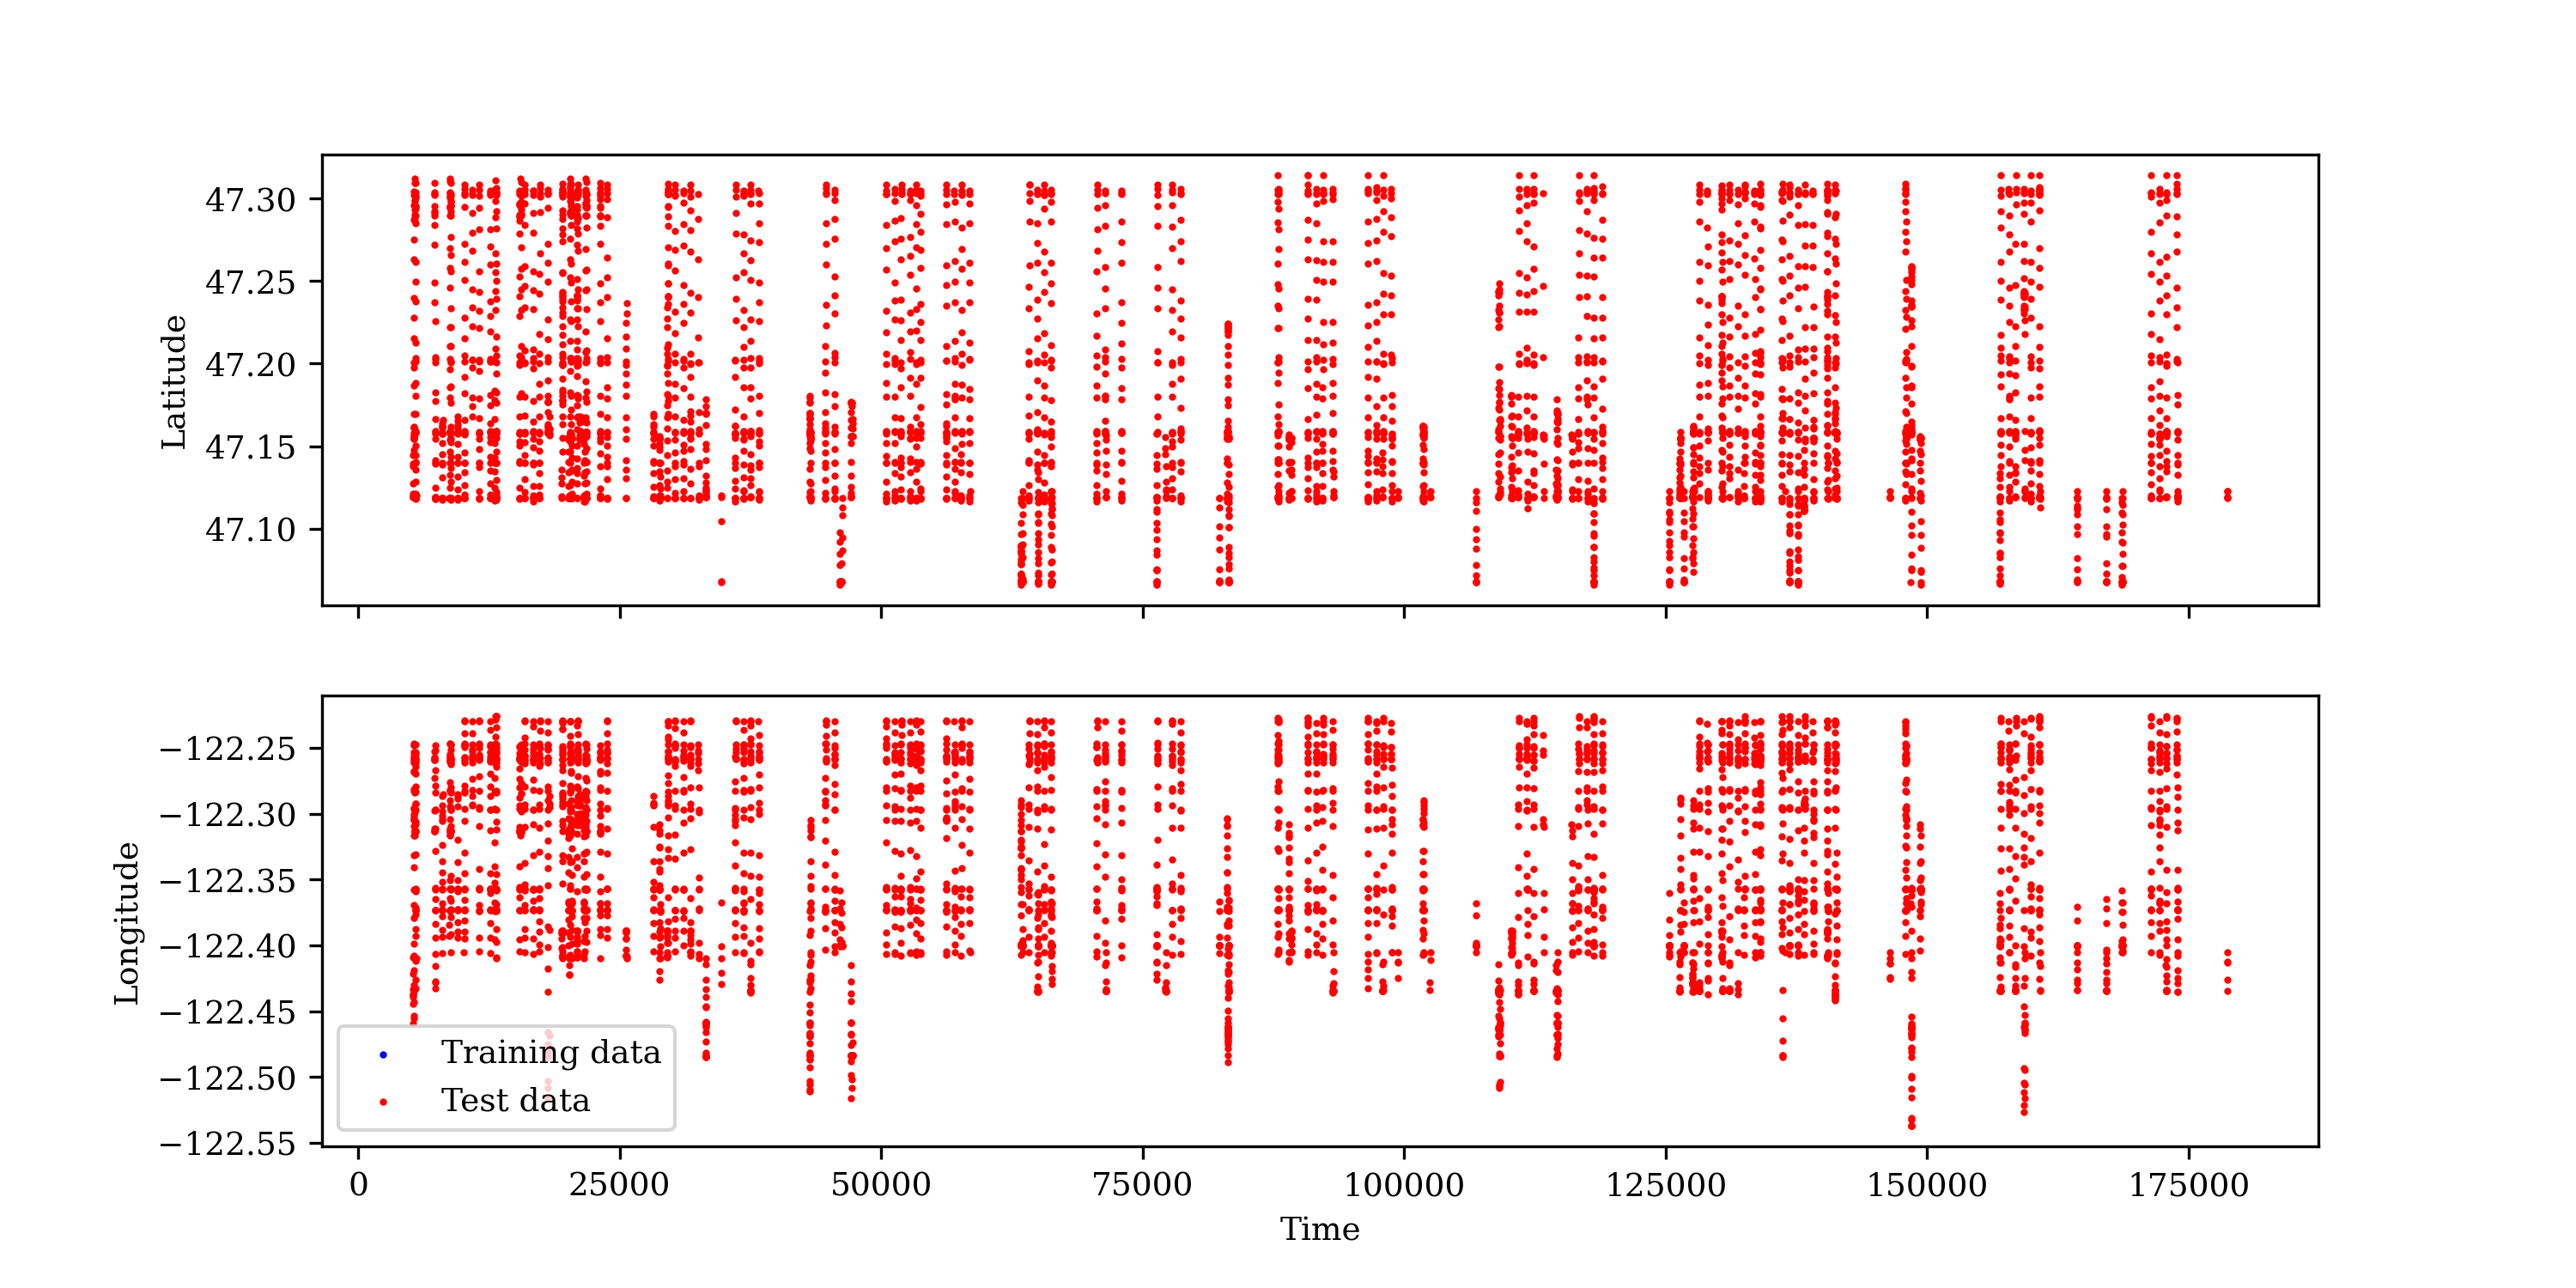 47.30
47.25
47.20
47.15
47.10
Latitude
−122.25
−122.30
−122.35
−122.40
−122.45
−122.50
−122.55
Longitude
Training data
Test data
0 25000 50000 75000 100000 125000 150000 175000
Time